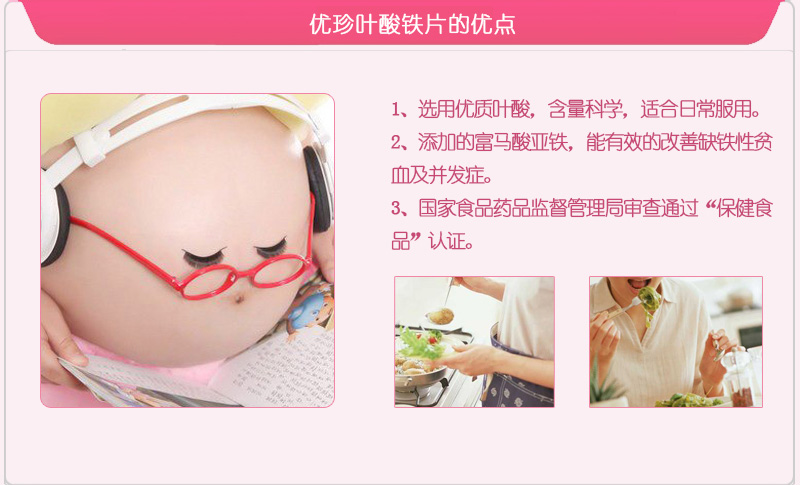 优珍叶酸铁片的优点
1、选用优质叶酸，含量科学，适合日常服用。
2、添加的富马酸亚铁，能有效的改善缺铁性贫
血及并发症。
3、国家食品药品监督管理局审查通过“保健食
品”认证。